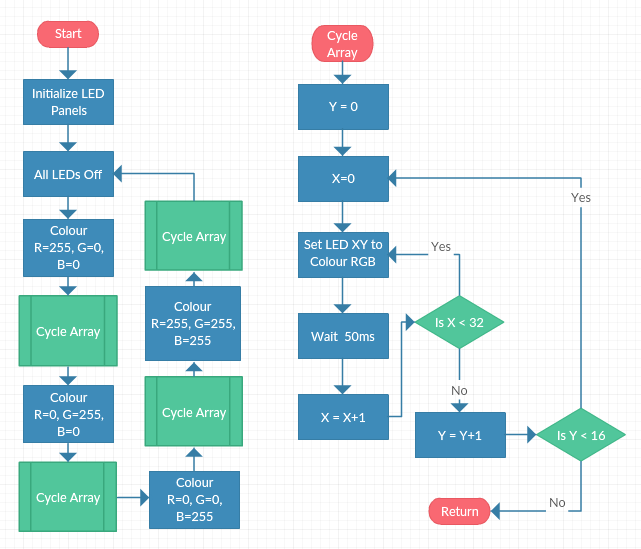 Start
Initialize LED
Panels
All LEDs Off
Colour
R=255, G=0,
B=0
Cycle Array
Colour
R=0, G=255,
B=0
Cycle Array
Colour
R=0, G=0,
B=255
Cycle Array
Colour
R=255, G=255,
B=255
Cycle Array
Cycle
Array
Y = 0
X=0
Set LED XY to
Colour RGB
Wait 50ms
X = X+1
Is X < 32
Yes
No
Y = Y+1
Is Y < 16
Yes
No
Return